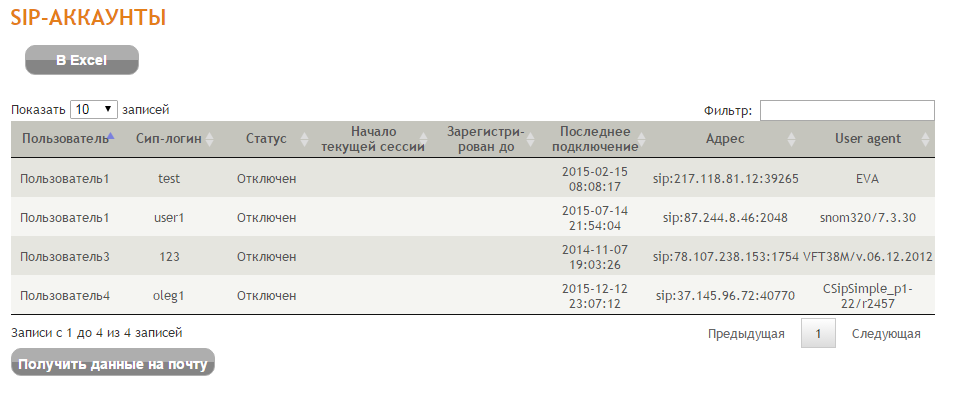 SIP-АККАУНТЫ
В Excel
Показать 10 записей
Фильтр:
Пользователь Сип-логин Статус Начало текущей сессии Зарегистри-рован до Последнее подключение Адрес User agent
Пользователь1 test Отключен 2015-02-15 08:08:17 sip:217.118.81.12:39265 EVA
Пользователь1 user1 Отключен 2015-07-14 21:54:04 sip:87.244.8.46:2048 snom320/7.3.30
Пользователь3 123 Отключен 2014-11-07 19:03:26 sip:78.107.238.153:1754 VFT38M/v.06.12.2012
Пользователь4 oleg1 Отключен 2015-12-12 23:07:12 sip:37.145.96.72:40770 CSipSimple_p1-22/r2457
Записи с 1 до 4 из 4 записей
Предыдущая 1 Следующая
Получить данные на почту